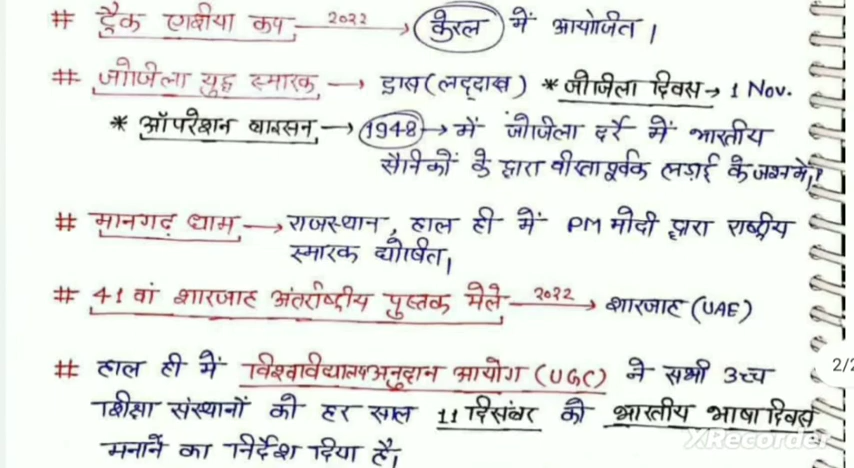 # ट्रैक एशीया कप 2022 → केरल में आयोजित।
# जोजिला युद्ध स्मारक → द्रास (लद्दाख) * जोजिला दिवस → 1 Nov.
* ऑपरेशन बाइसन → 1948 → में जोजिला दर्रे में भारतीय
सैनिकों के द्वारा वीरतापूर्वक लड़ाई के जश्न में।
# मानगढ़ धाम → राजस्थान, हाल ही में PM मोदी द्वारा राष्ट्रीय
स्मारक घोषित।
# 41 वां शारजाह अंतर्राष्ट्रीय पुस्तक मेले 2022 → शारजाह (UAE)
# हाल ही में विश्वविद्यालय अनुदान आयोग (UGC) ने सभी उच्च
2/2
शिक्षा संस्थानों को हर साल 11 दिसंबर को भारतीय भाषा दिवस
XRecorder
मनाने का निर्देश दिया है।